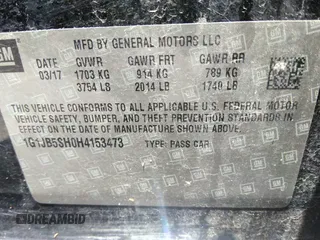 GM
MFD BY GENERAL MOTORS LLC
DATE GVWR GAWR FRT GAWR RR
03/17 1703 KG 914 KG 789 KG
3754 LB 2014 LB 1740 LB
THIS VEHICLE CONFORMS TO ALL APPLICABLE U.S. FEDERAL MOTOR
VEHICLE SAFETY, BUMPER, AND THEFT PREVENTION STANDARDS
IN EFFECT ON THE DATE OF MANUFACTURE SHOWN ABOVE.
TYPE: PASS CAR
DREAMBID